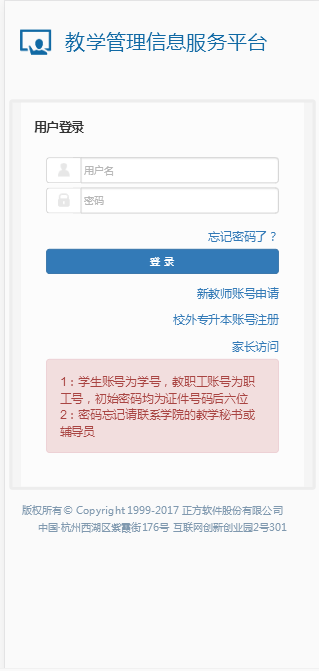 教学管理信息服务平台
用户登录
用户名
密码
忘记密码了？
登 录
新教师账号申请
校外专升本账号注册
家长访问
1：学生账号为学号，教职工账号为职
工号，初始密码均为证件号码后六位
2：密码忘记请联系学院的教学秘书或
辅导员
版权所有© Copyright 1999-2017 正方软件股份有限公司
中国·杭州西湖区紫霞街176号 互联网创新创业园2号301